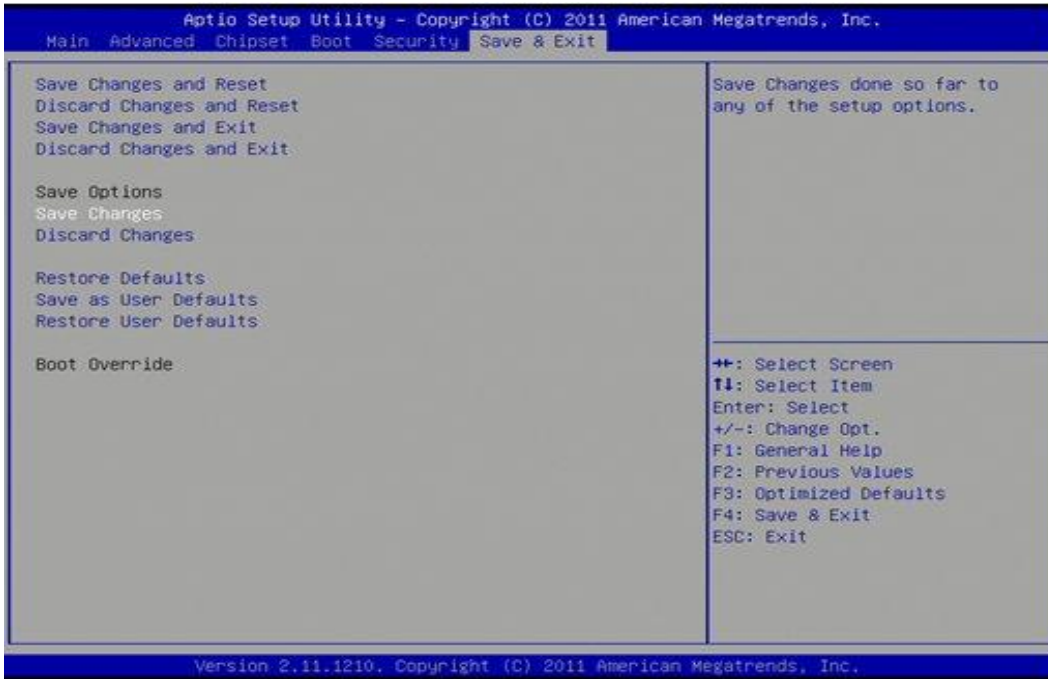 Aptio Setup Utility – Copyright (C) 2011 American Megatrends, Inc.
Main Advanced Chipset Boot Security Save & Exit
Save Changes and Reset
Discard Changes and Reset
Save Changes and Exit
Discard Changes and Exit
Save Options
Save Changes
Discard Changes
Restore Defaults
Save as User Defaults
Restore User Defaults
Boot Override
Save Changes done so far to
any of the setup options.
→←: Select Screen
↑↓: Select Item
Enter: Select
+/-: Change Opt.
F1: General Help
F2: Previous Values
F3: Optimized Defaults
F4: Save & Exit
ESC: Exit
Version 2.11.1210. Copyright (C) 2011 American Megatrends, Inc.